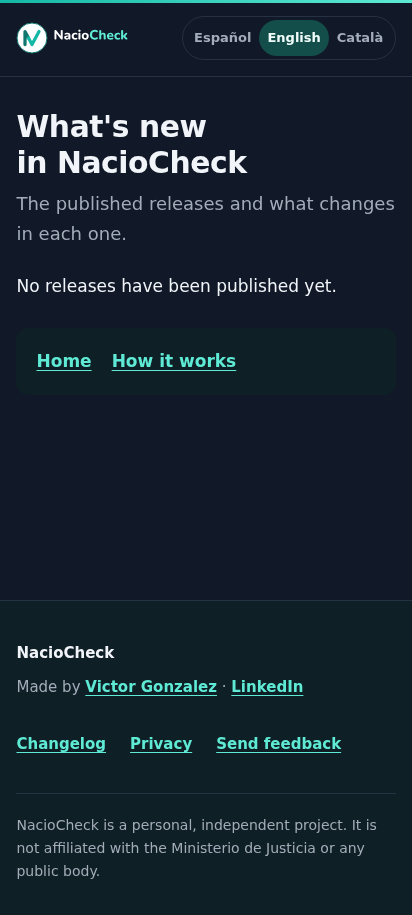 NacioCheck
Español English Català
What's new
in NacioCheck
The published releases and what changes
in each one.
No releases have been published yet.
Home How it works
NacioCheck
Made by Victor Gonzalez · LinkedIn
Changelog Privacy Send feedback
NacioCheck is a personal, independent project. It is
not affiliated with the Ministerio de Justicia or any
public body.